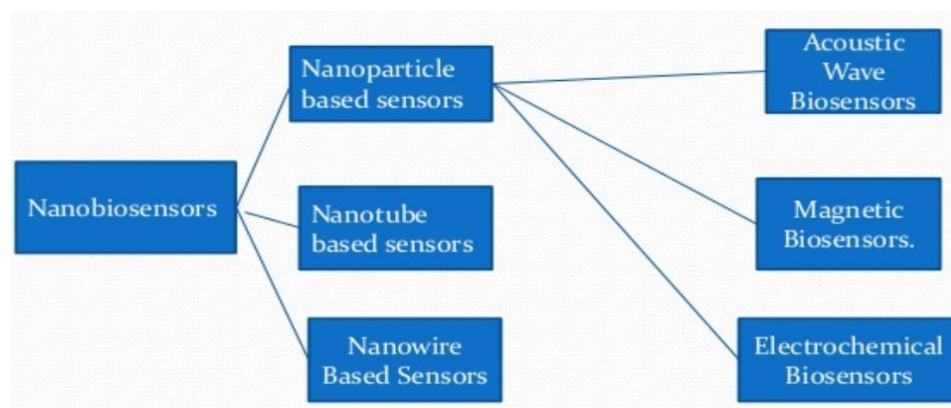 Nanobiosensors
Nanoparticle
based sensors
Nanotube
based sensors
Nanowire
Based Sensors
Acoustic
Wave
Biosensors
Magnetic
Biosensors.
Electrochemical
Biosensors